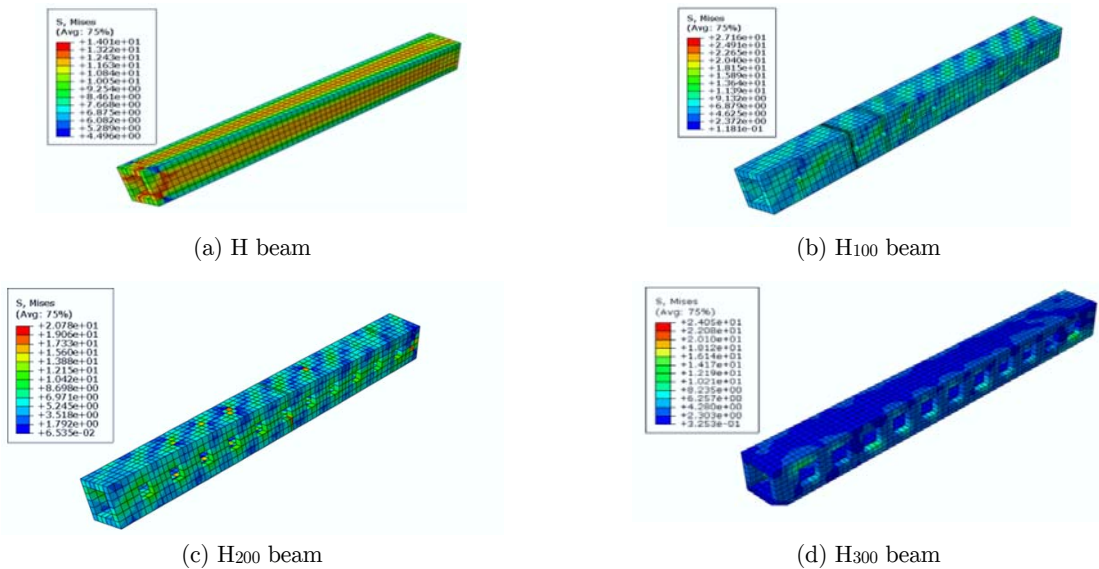 S, Mises
(Avg: 75%)
+1.401e+01
+1.322e+01
+1.243e+01
+1.163e+01
+1.084e+01
+1.005e+01
+9.254e+00
+8.461e+00
+7.668e+00
+6.875e+00
+6.082e+00
+5.289e+00
+4.496e+00
(a) H beam
S, Mises
(Avg: 75%)
+2.716e+01
+2.491e+01
+2.265e+01
+2.040e+01
+1.815e+01
+1.589e+01
+1.364e+01
+1.139e+01
+9.132e+00
+6.879e+00
+4.625e+00
+2.372e+00
+1.181e-01
(b) H100 beam
S, Mises
(Avg: 75%)
+2.078e+01
+1.906e+01
+1.733e+01
+1.560e+01
+1.388e+01
+1.215e+01
+1.042e+01
+8.698e+00
+6.971e+00
+5.245e+00
+3.518e+00
+1.792e+00
+6.535e-02
(c) H200 beam
S, Mises
(Avg: 75%)
+2.405e+01
+2.208e+01
+2.010e+01
+1.812e+01
+1.614e+01
+1.417e+01
+1.219e+01
+1.021e+01
+8.235e+00
+6.257e+00
+4.280e+00
+2.303e+00
+3.253e-01
(d) H300 beam